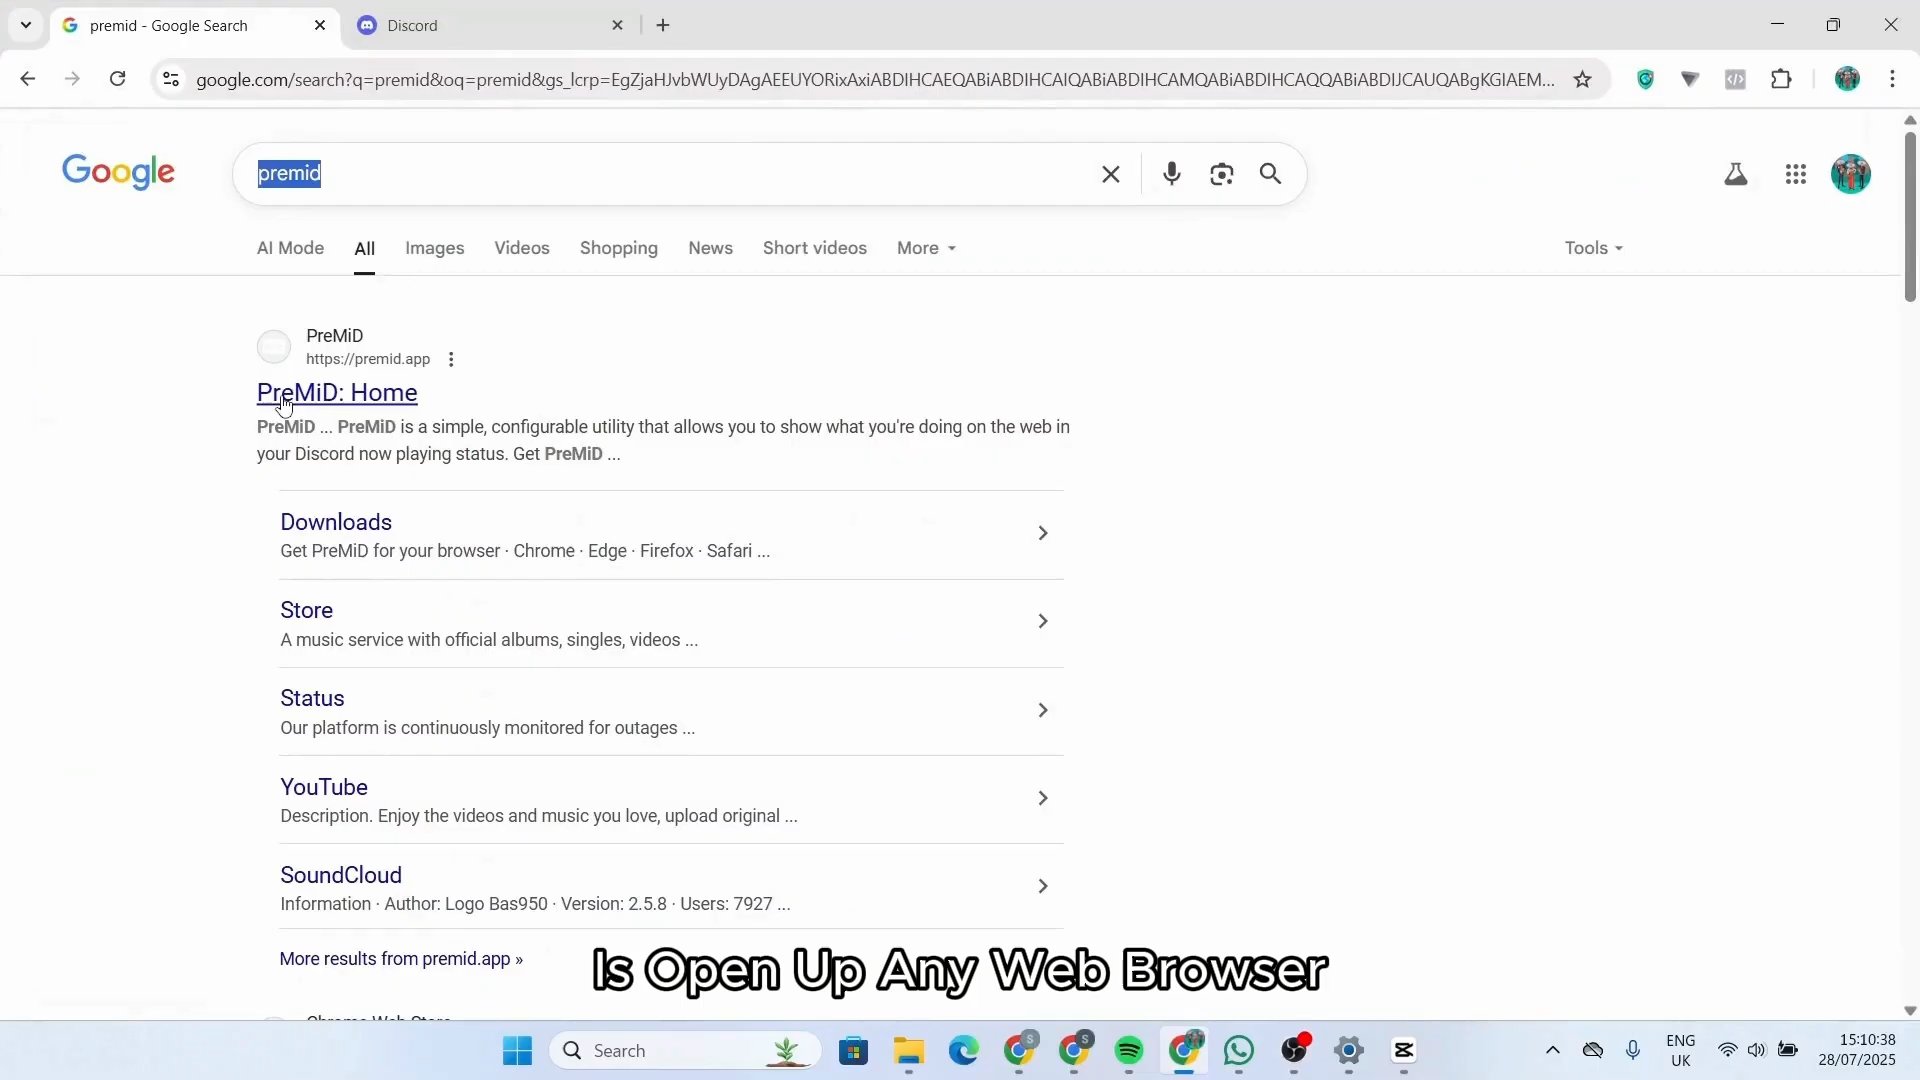 premid - Google Search
Discord
google.com/search?q=premid&oq=premid&gs_lcrp=EgZjaHJvbWUyDAgAEEUYORixAxiABDIHCAEQABiABDIHCAIQABiABDIHCAMQABiABDIHCAQQABiABDIJCAUQABgKGIAEM...
Google
premid
AI Mode
All
Images
Videos
Shopping
News
Short videos
More
Tools
PreMiD
https://premid.app
PreMiD: Home
PreMiD ... PreMiD is a simple, configurable utility that allows you to show what you're doing on the web in
your Discord now playing status. Get PreMiD ...
Downloads
Get PreMiD for your browser · Chrome · Edge · Firefox · Safari ...
Store
A music service with official albums, singles, videos ...
Status
Our platform is continuously monitored for outages ...
YouTube
Description. Enjoy the videos and music you love, upload original ...
SoundCloud
Information · Author: Logo Bas950 · Version: 2.5.8 · Users: 7927 ...
More results from premid.app »
Is Open Up Any Web Browser
Chrome Web Store
Search
S
S
ENG
UK
15:10:38
28/07/2025